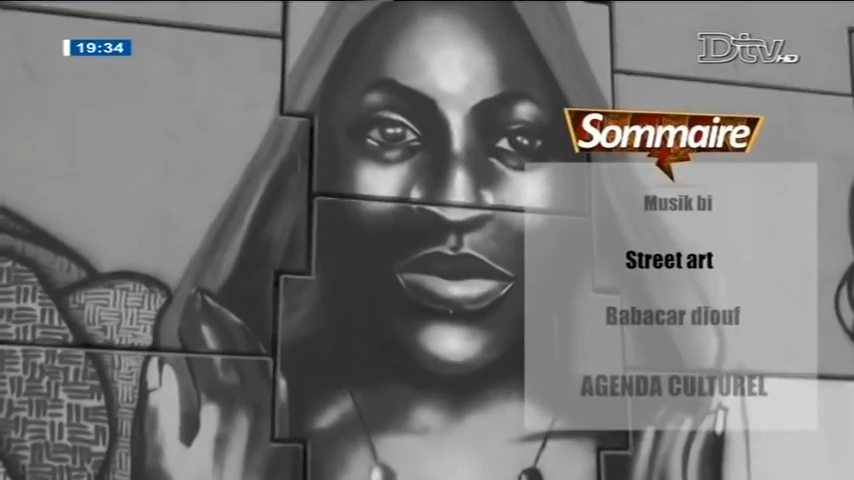 19:34
Dtv HD
Sommaire
Musik bi
Street art
Babacar diouf
AGENDA CULTUREL